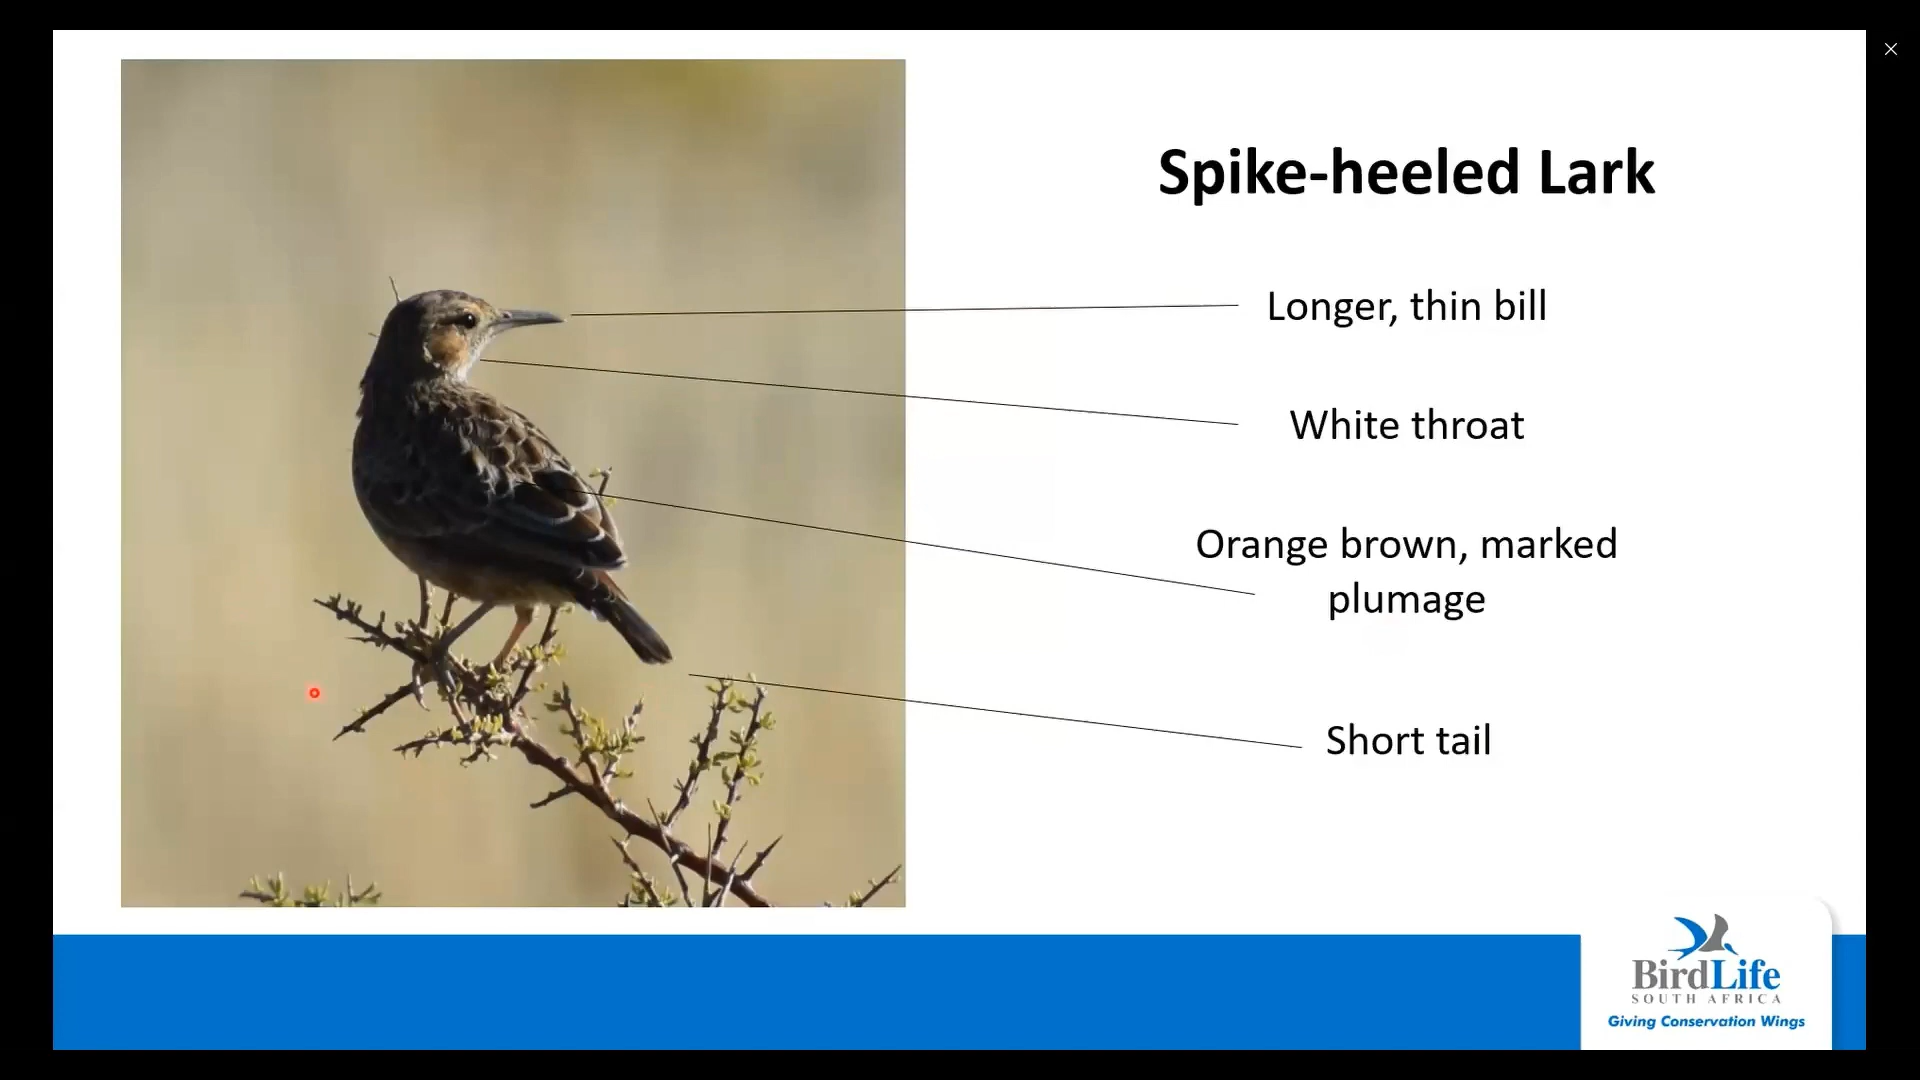 Spike-heeled Lark
Longer, thin bill
White throat
Orange brown, marked
plumage
Short tail
BirdLife
SOUTH AFRICA
Giving Conservation Wings